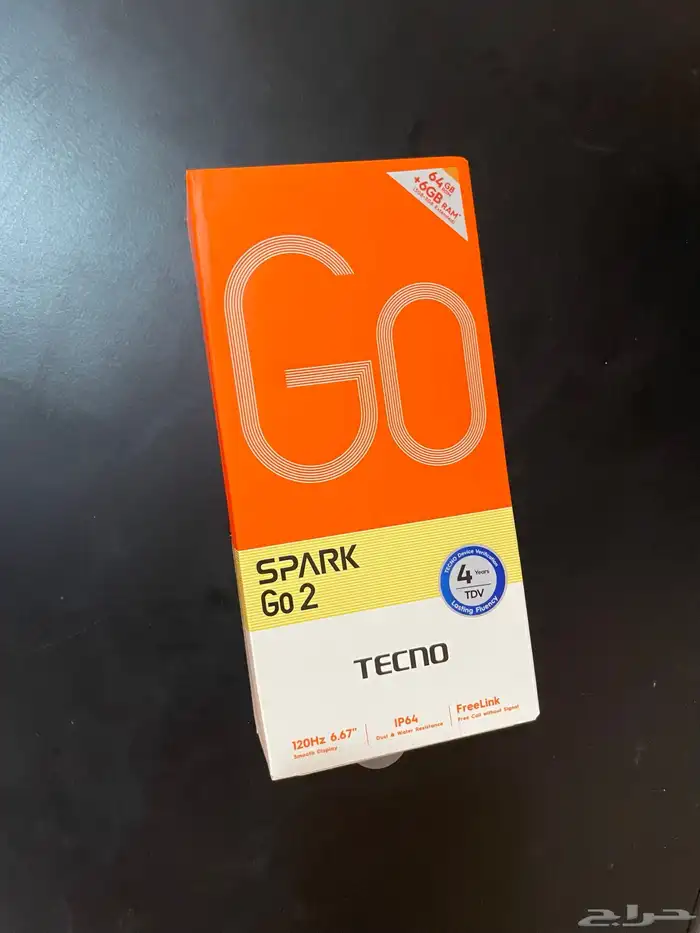 64GB ROM
+6GB RAM*
Go
SPARK
Go 2
TECNO Device Verification
4 Years
TDV
Lasting Fluency
TECNO
120Hz 6.67"
Smooth Display
IP64
Dust & Water Resistance
FreeLink
Free Call without Signal
حراج